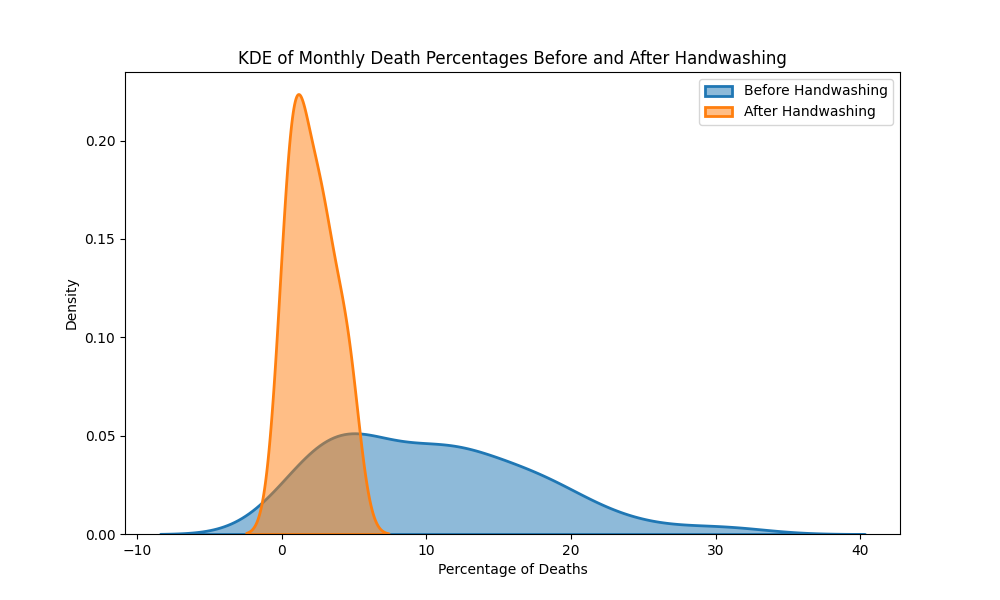 KDE of Monthly Death Percentages Before and After Handwashing
Before Handwashing
After Handwashing
0.20
0.15
0.10
0.05
0.00
Density
−10
0
10
20
30
40
Percentage of Deaths